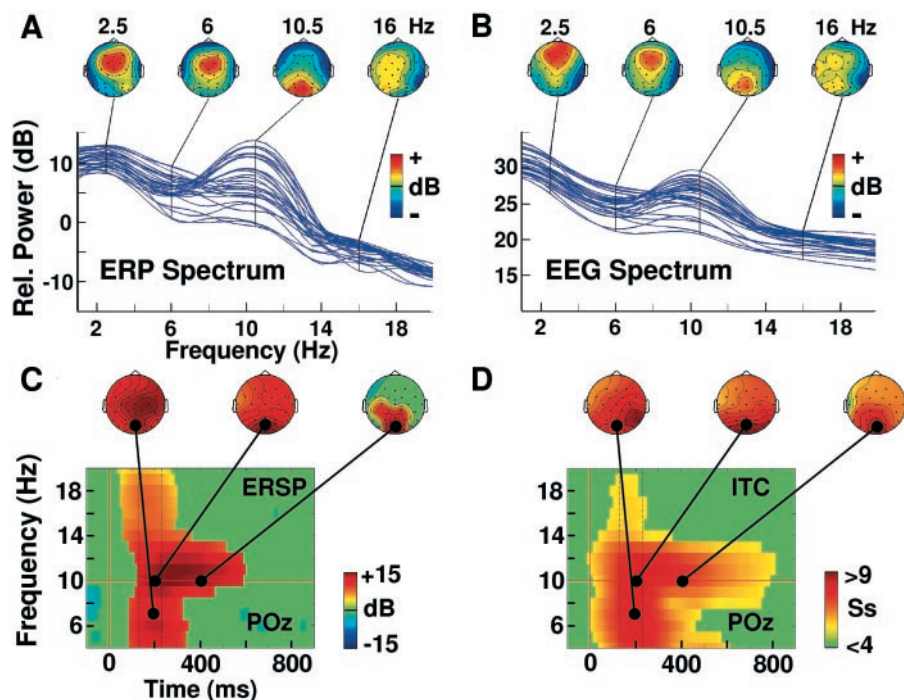 A
2.5 6 10.5 16 Hz
Rel. Power (dB)
10
0
-10
+
dB
-
ERP Spectrum
2 6 10 14 18
Frequency (Hz)
B
2.5 6 10.5 16 Hz
30
25
20
15
+
dB
-
EEG Spectrum
2 6 10 14 18
C
Frequency (Hz)
18
14
10
6
ERSP
POz
+15
dB
-15
0 400 800
Time (ms)
D
18
14
10
6
ITC
POz
>9
Ss
<4
0 400 800